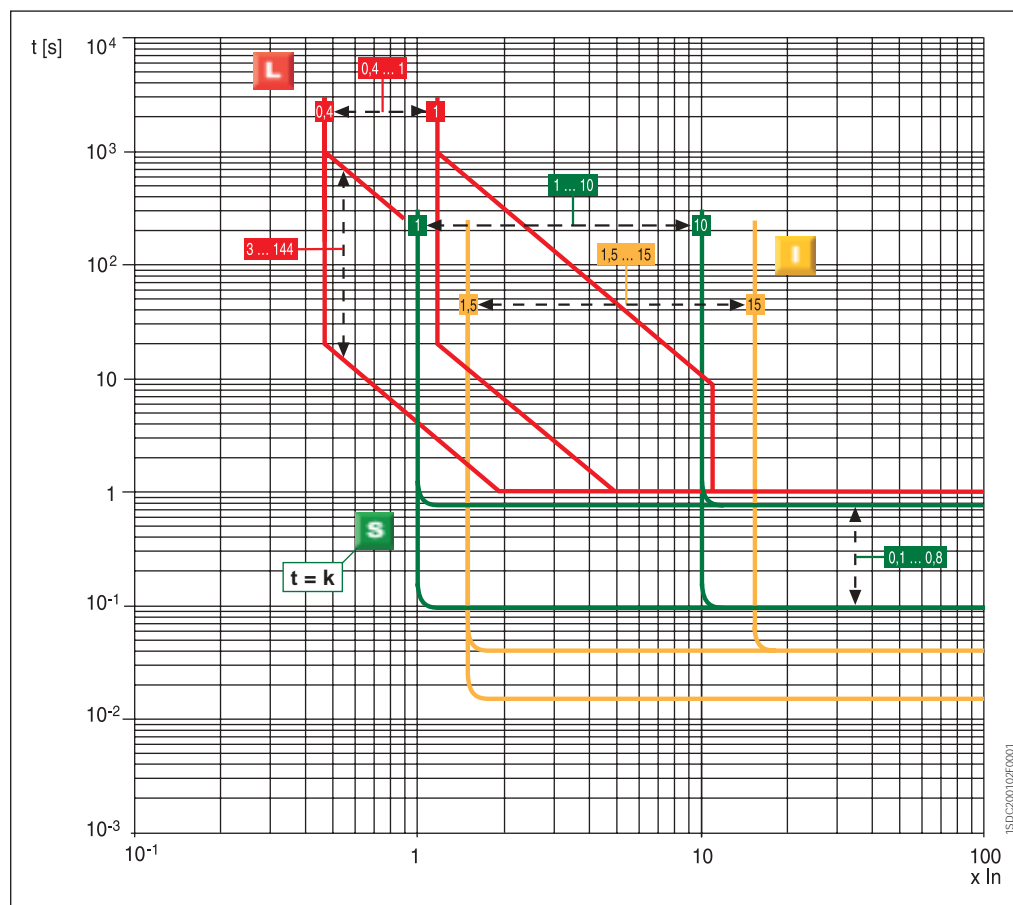 t [s]
10⁴
L
0,4 ... 1
0,4
1
10³
1 ... 10
1
10
3 ... 144
1,5 ... 15
I
10²
1,5
15
10
1
S
t = k
0,1 ... 0,8
10⁻¹
10⁻²
10⁻³
10⁻¹
1
10
100
x In
1SDC200102F0001